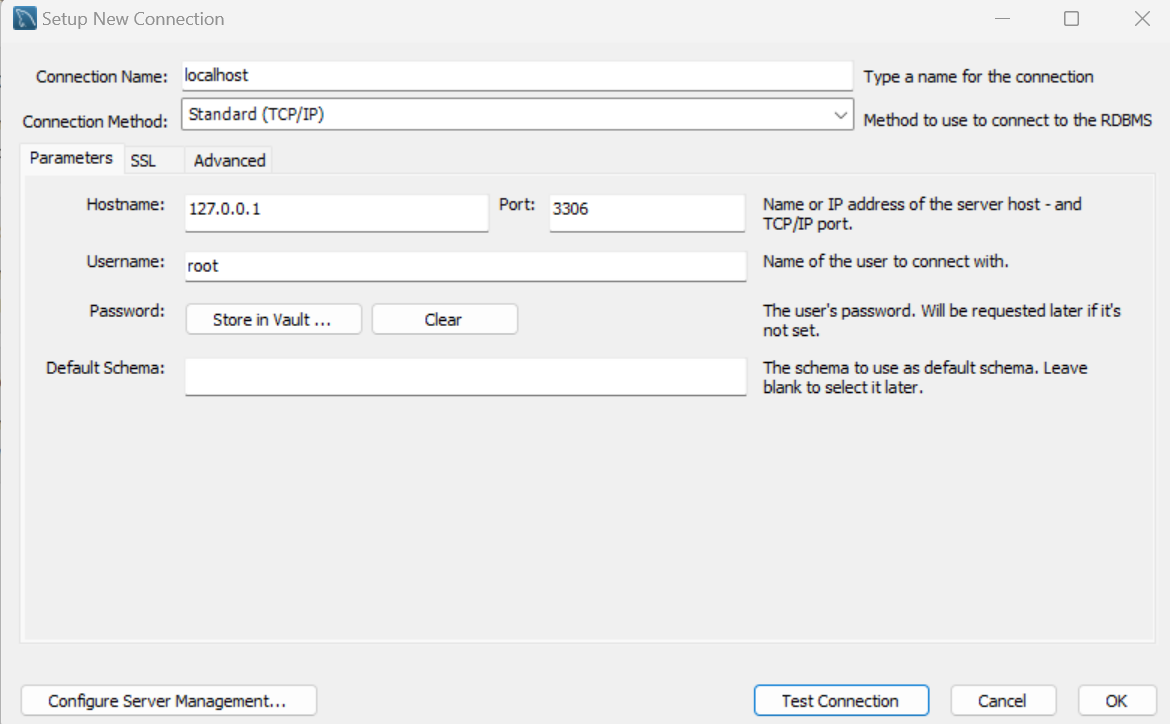 Setup New Connection
Connection Name: localhost Type a name for the connection
Connection Method: Standard (TCP/IP) Method to use to connect to the RDBMS
Parameters SSL Advanced
Hostname: 127.0.0.1 Port: 3306 Name or IP address of the server host - and
TCP/IP port.
Username: root Name of the user to connect with.
Password: Store in Vault ... Clear The user's password. Will be requested later if it's
not set.
Default Schema: The schema to use as default schema. Leave
blank to select it later.
Configure Server Management... Test Connection Cancel OK